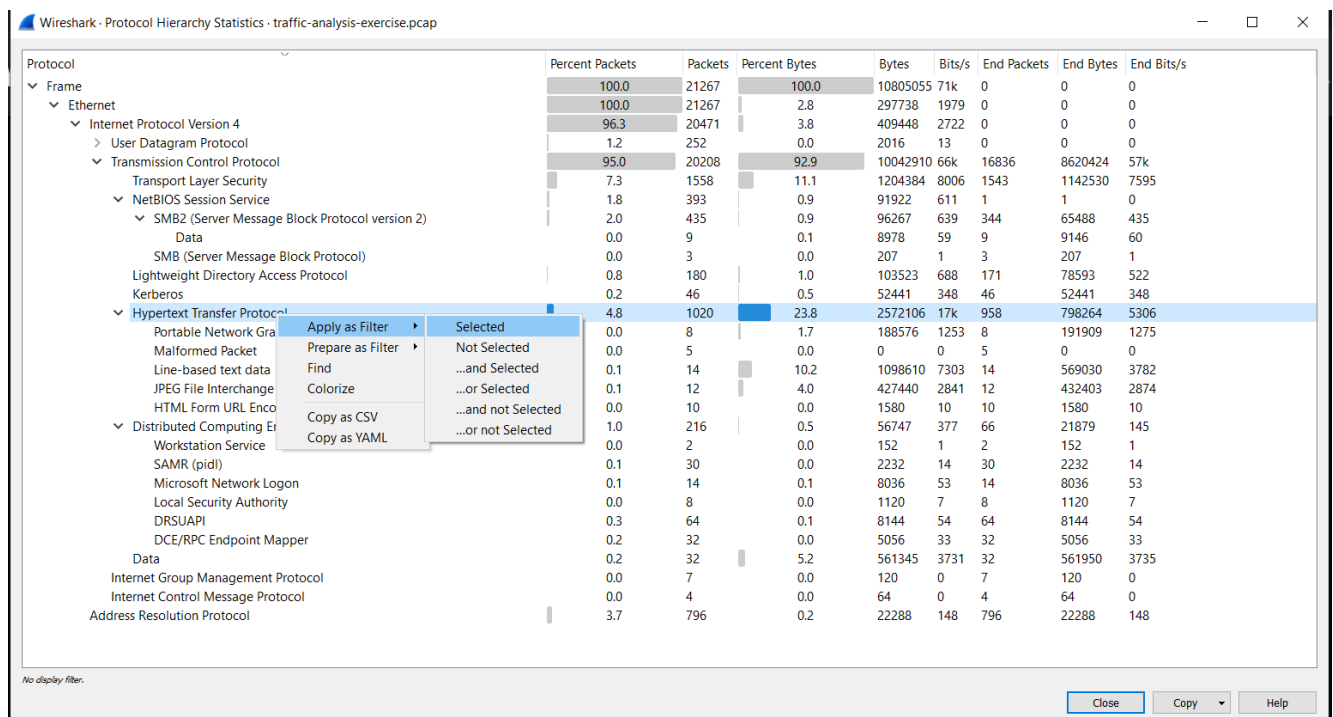 Wireshark · Protocol Hierarchy Statistics · traffic-analysis-exercise.pcap
Protocol Percent Packets Packets Percent Bytes Bytes Bits/s End Packets End Bytes End Bits/s
Frame 100.0 21267 100.0 10805055 71k 0 0 0
Ethernet 100.0 21267 2.8 297738 1979 0 0 0
Internet Protocol Version 4 96.3 20471 3.8 409448 2722 0 0 0
User Datagram Protocol 1.2 252 0.0 2016 13 0 0 0
Transmission Control Protocol 95.0 20208 92.9 10042910 66k 16836 8620424 57k
Transport Layer Security 7.3 1558 11.1 1204384 8006 1543 1142530 7595
NetBIOS Session Service 1.8 393 0.9 91922 611 1 1 0
SMB2 (Server Message Block Protocol version 2) 2.0 435 0.9 96267 639 344 65488 435
Data 0.0 9 0.1 8978 59 9 9146 60
SMB (Server Message Block Protocol) 0.0 3 0.0 207 1 3 207 1
Lightweight Directory Access Protocol 0.8 180 1.0 103523 688 171 78593 522
Kerberos 0.2 46 0.5 52441 348 46 52441 348
Hypertext Transfer Protocol 4.8 1020 23.8 2572106 17k 958 798264 5306
Portable Network Gra 0.0 8 1.7 188576 1253 8 191909 1275
Malformed Packet 0.0 5 0.0 0 0 5 0 0
Line-based text data 0.1 14 10.2 1098610 7303 14 569030 3782
JPEG File Interchange 0.1 12 4.0 427440 2841 12 432403 2874
HTML Form URL Enco 0.0 10 0.0 1580 10 10 1580 10
Distributed Computing En 1.0 216 0.5 56747 377 66 21879 145
Workstation Service 0.0 2 0.0 152 1 2 152 1
SAMR (pidl) 0.1 30 0.0 2232 14 30 2232 14
Microsoft Network Logon 0.1 14 0.1 8036 53 14 8036 53
Local Security Authority 0.0 8 0.0 1120 7 8 1120 7
DRSUAPI 0.3 64 0.1 8144 54 64 8144 54
DCE/RPC Endpoint Mapper 0.2 32 0.0 5056 33 32 5056 33
Data 0.2 32 5.2 561345 3731 32 561950 3735
Internet Group Management Protocol 0.0 7 0.0 120 0 7 120 0
Internet Control Message Protocol 0.0 4 0.0 64 0 4 64 0
Address Resolution Protocol 3.7 796 0.2 22288 148 796 22288 148
Apply as Filter
Prepare as Filter
Find
Colorize
Copy as CSV
Copy as YAML
Selected
Not Selected
...and Selected
...or Selected
...and not Selected
...or not Selected
No display filter.
Close Copy Help